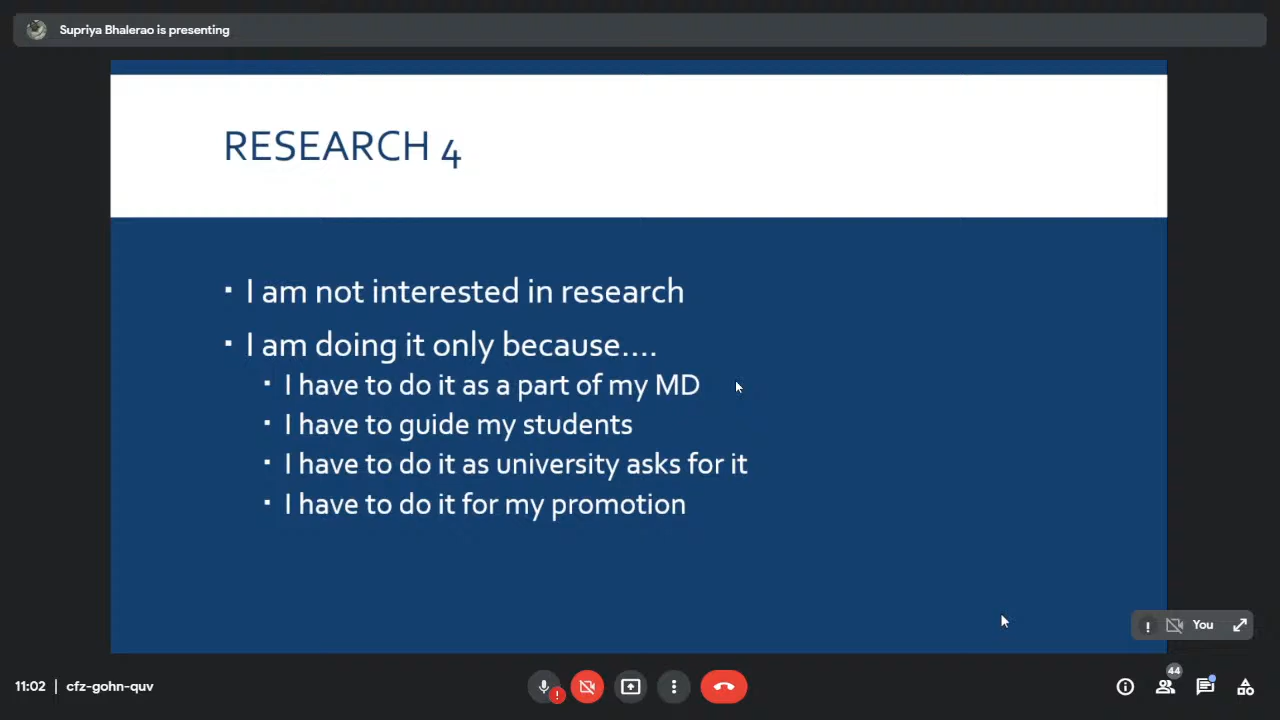 Supriya Bhalerao is presenting
RESEARCH 4
▪ I am not interested in research
▪ I am doing it only because....
▪ I have to do it as a part of my MD
▪ I have to guide my students
▪ I have to do it as university asks for it
▪ I have to do it for my promotion
You
11:02 | cfz-gohn-quv
44